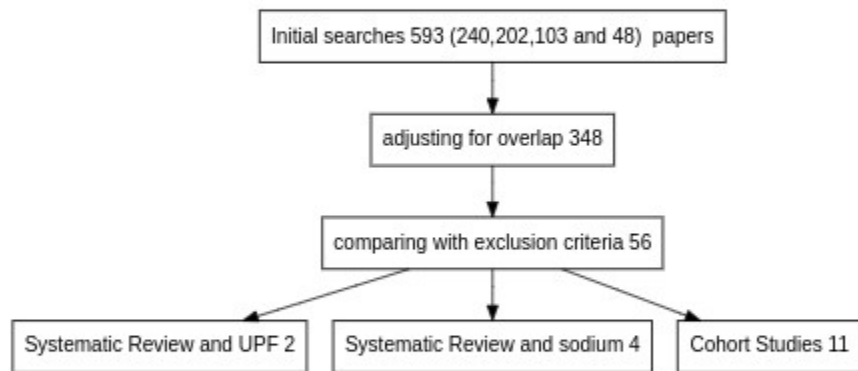 Initial searches 593 (240,202,103 and 48) papers
adjusting for overlap 348
comparing with exclusion criteria 56
Systematic Review and UPF 2
Systematic Review and sodium 4
Cohort Studies 11